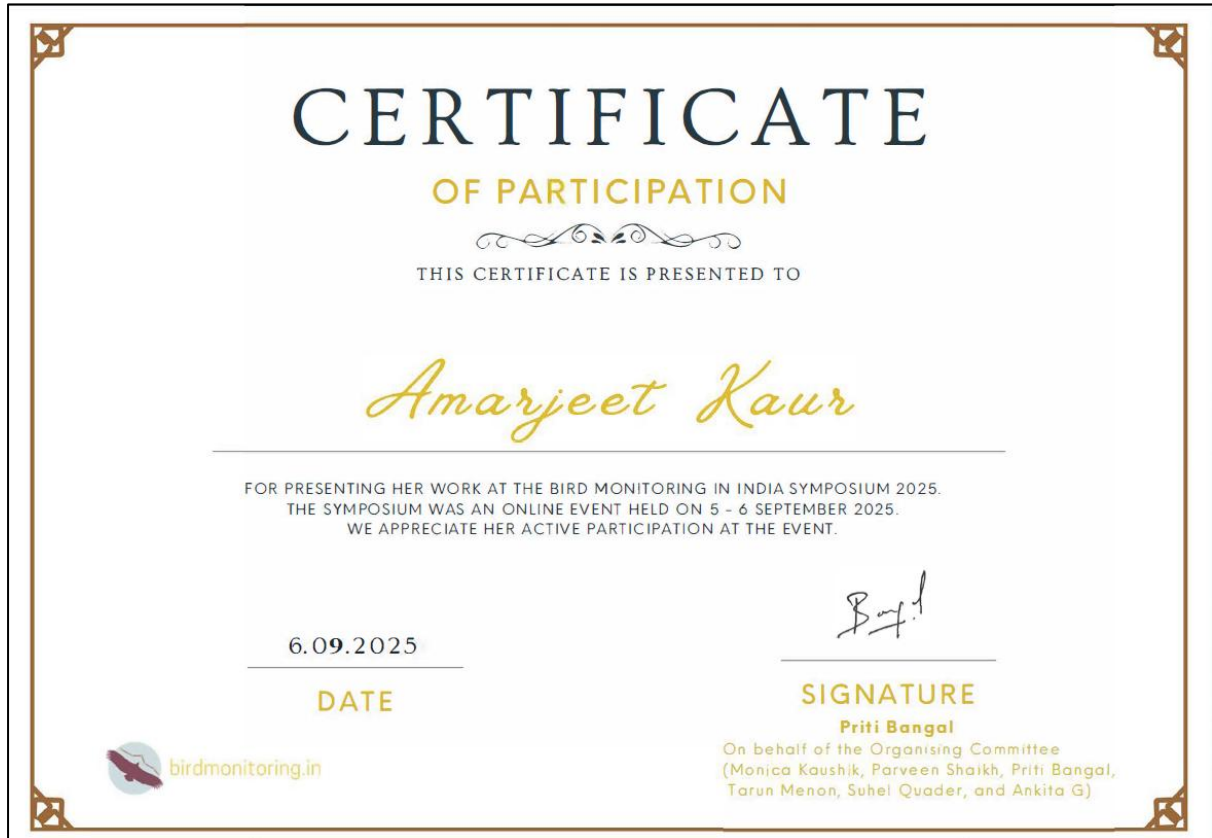 CERTIFICATE
OF PARTICIPATION
THIS CERTIFICATE IS PRESENTED TO
Amarjeet Kaur
FOR PRESENTING HER WORK AT THE BIRD MONITORING IN INDIA SYMPOSIUM 2025.
THE SYMPOSIUM WAS AN ONLINE EVENT HELD ON 5 - 6 SEPTEMBER 2025.
WE APPRECIATE HER ACTIVE PARTICIPATION AT THE EVENT.
6.09.2025
DATE
Bangal
SIGNATURE
Priti Bangal
On behalf of the Organising Committee
(Monica Kaushik, Parveen Shaikh, Priti Bangal,
Tarun Menon, Suhel Quader, and Ankita G)
birdmonitoring.in